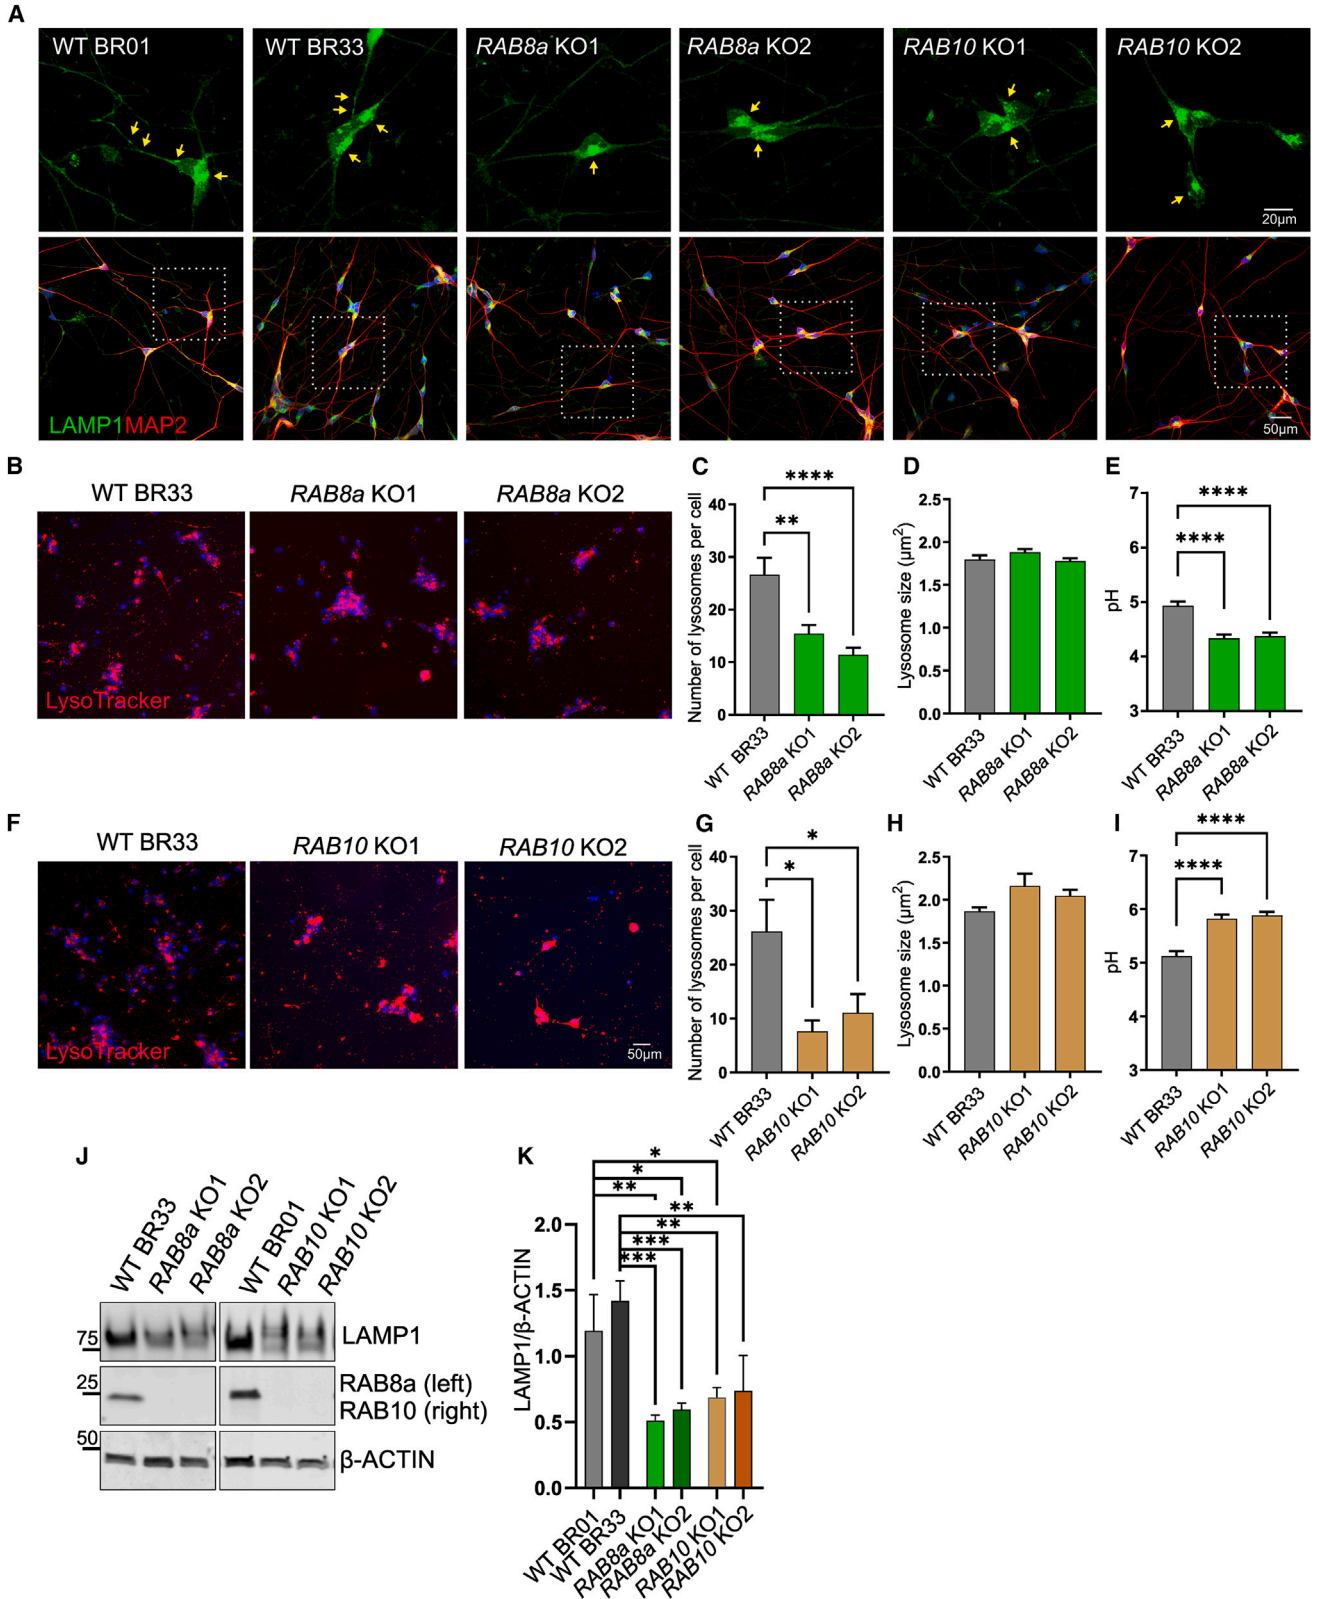 A
WT BR01
WT BR33
RAB8a KO1
RAB8a KO2
RAB10 KO1
RAB10 KO2
20μm
LAMP1MAP2
50μm
B
WT BR33
RAB8a KO1
RAB8a KO2
LysoTracker
C
****
**
Number of lysosomes per cell
40
30
20
10
0
WT BR33
RAB8a KO1
RAB8a KO2
D
Lysosome size (μm²)
2.5
2.0
1.5
1.0
0.5
0.0
WT BR33
RAB8a KO1
RAB8a KO2
E
****
****
pH
7
6
5
4
3
WT BR33
RAB8a KO1
RAB8a KO2
F
WT BR33
RAB10 KO1
RAB10 KO2
LysoTracker
50μm
G
*
*
Number of lysosomes per cell
40
30
20
10
0
WT BR33
RAB10 KO1
RAB10 KO2
H
Lysosome size (μm²)
2.5
2.0
1.5
1.0
0.5
0.0
WT BR33
RAB10 KO1
RAB10 KO2
I
****
****
pH
7
6
5
4
3
WT BR33
RAB10 KO1
RAB10 KO2
J
WT BR33
RAB8a KO1
RAB8a KO2
WT BR01
RAB10 KO1
RAB10 KO2
75
LAMP1
25
RAB8a (left)
RAB10 (right)
50
β-ACTIN
K
*
*
**
**
**
***
***
LAMP1/β-ACTIN
2.0
1.5
1.0
0.5
0.0
WT BR01
WT BR33
RAB8a KO1
RAB8a KO2
RAB10 KO1
RAB10 KO2